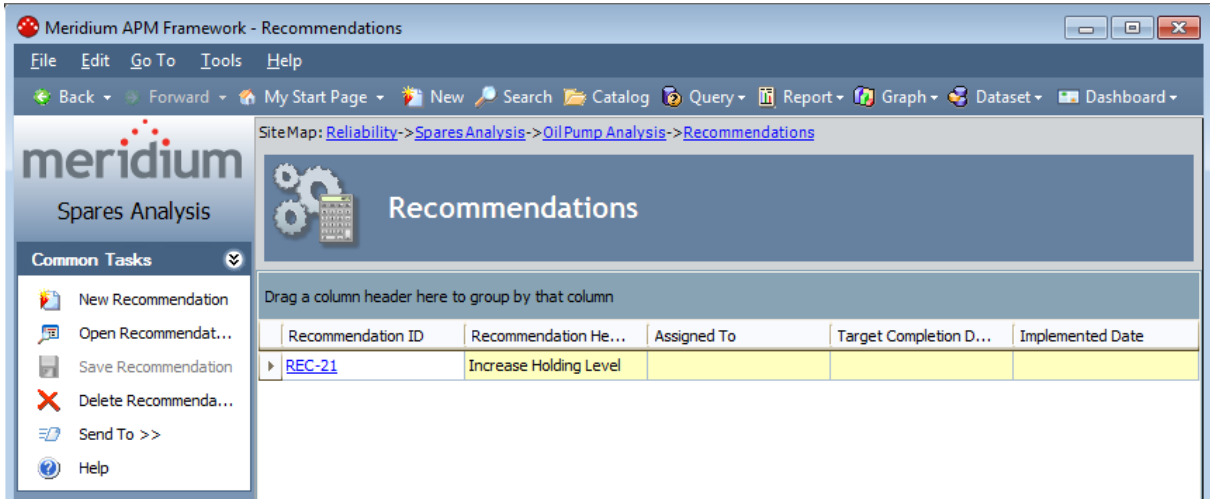 Meridium APM Framework - Recommendations
File Edit Go To Tools Help
Back Forward My Start Page New Search Catalog Query Report Graph Dataset Dashboard
meridium
Spares Analysis
Common Tasks
New Recommendation
Open Recommendat...
Save Recommendation
Delete Recommenda...
Send To >>
Help
Site Map: Reliability->Spares Analysis->Oil Pump Analysis->Recommendations
Recommendations
Drag a column header here to group by that column
Recommendation ID Recommendation He... Assigned To Target Completion D... Implemented Date
REC-21 Increase Holding Level